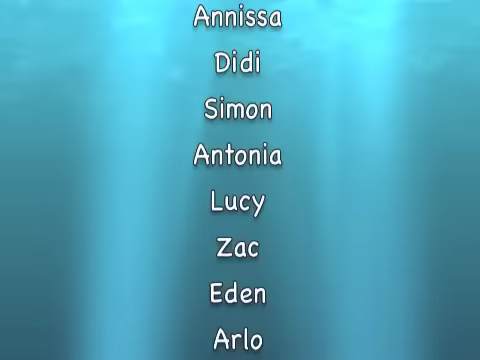 Annissa
Didi
Simon
Antonia
Lucy
Zac
Eden
Arlo